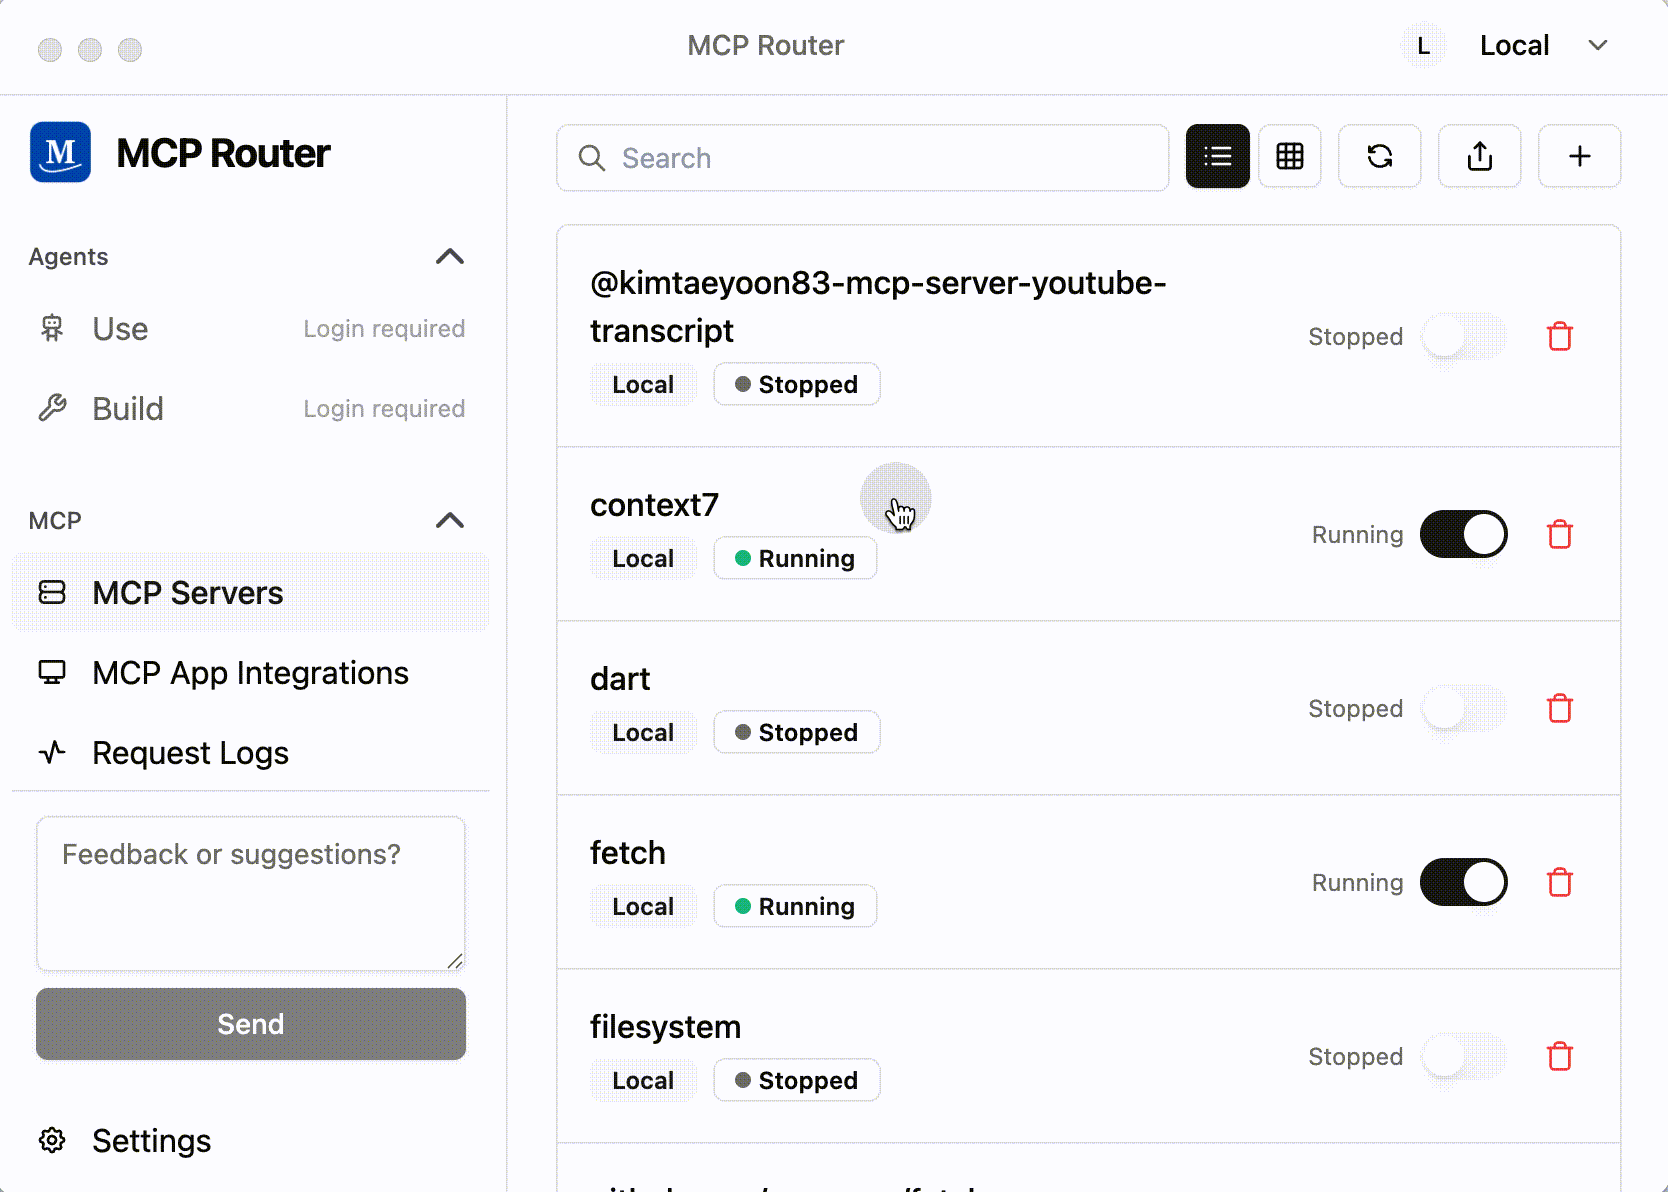 MCP Router
L Local
M MCP Router
Search
Agents
Use Login required
Build Login required
MCP
MCP Servers
MCP App Integrations
Request Logs
Feedback or suggestions?
Send
Settings
@kimtaeyoon83-mcp-server-youtube-
transcript
Local Stopped
Stopped
context7
Local Running
Running
dart
Local Stopped
Stopped
fetch
Local Running
Running
filesystem
Local Stopped
Stopped